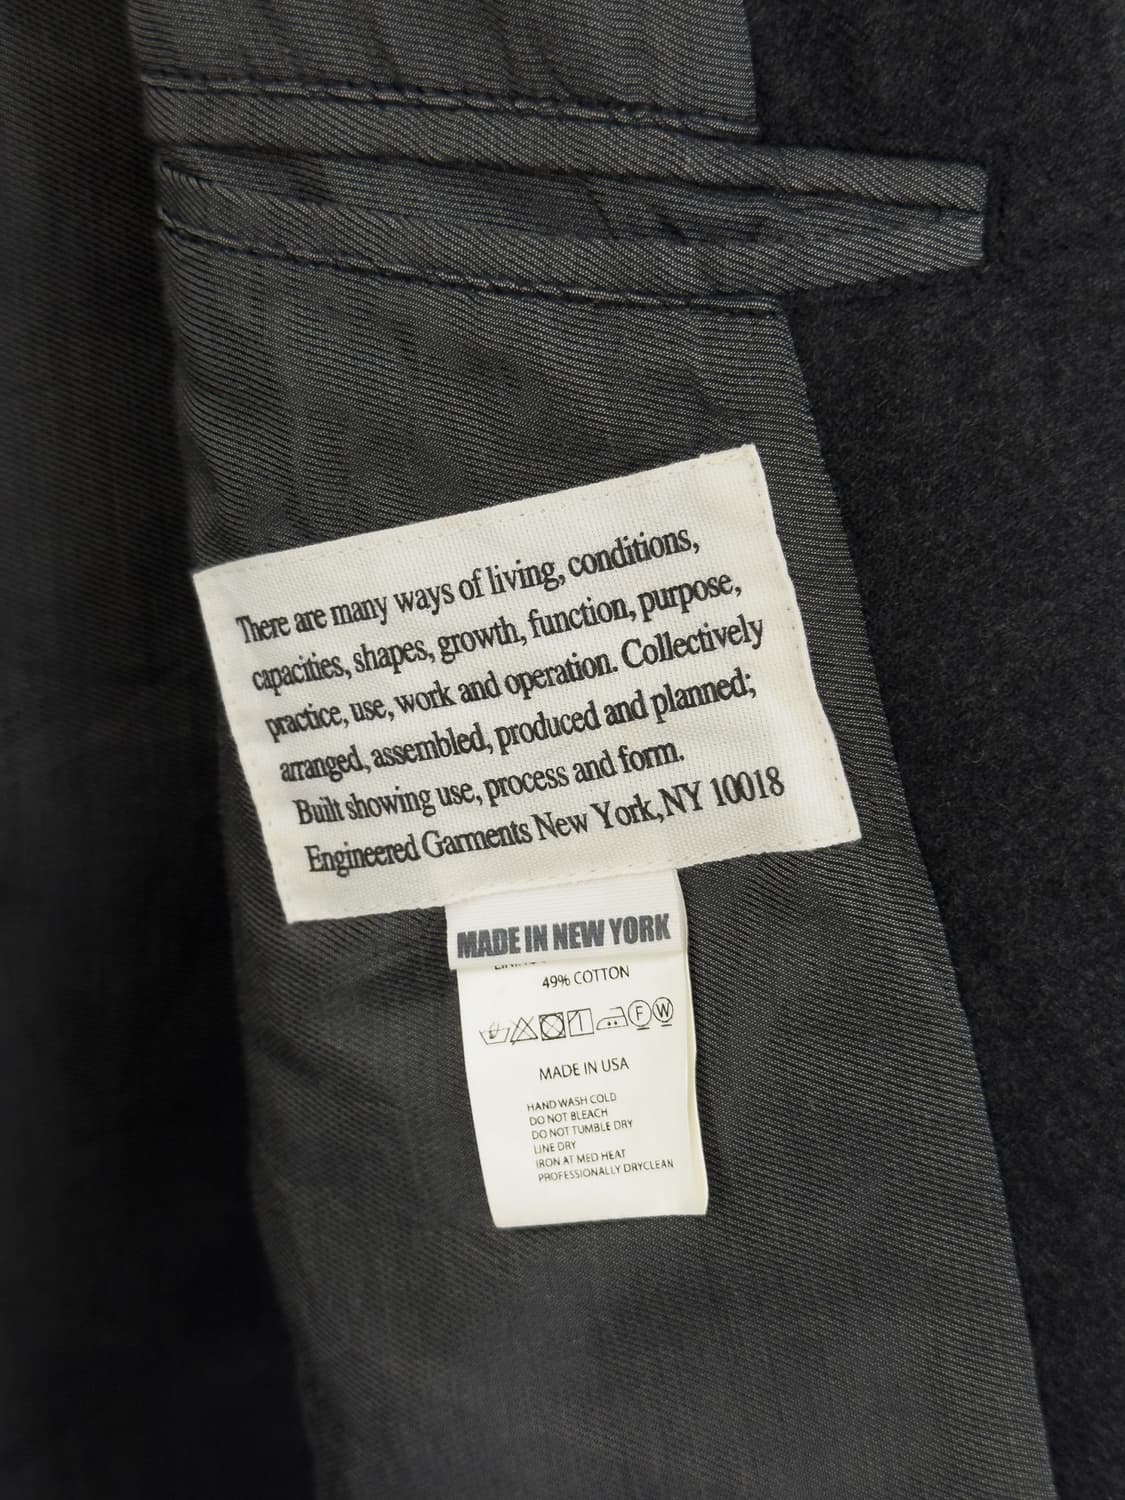 There are many ways of living, conditions,
capacities, shapes, growth, function, purpose,
practice, use, work and operation. Collectively
arranged, assembled, produced and planned;
Built showing use, process and form.
Engineered Garments New York, NY 10018
MADE IN NEW YORK
49% COTTON
F W
MADE IN USA
HAND WASH COLD
DO NOT BLEACH
DO NOT TUMBLE DRY
LINE DRY
IRON AT MED HEAT
PROFESSIONALLY DRYCLEAN